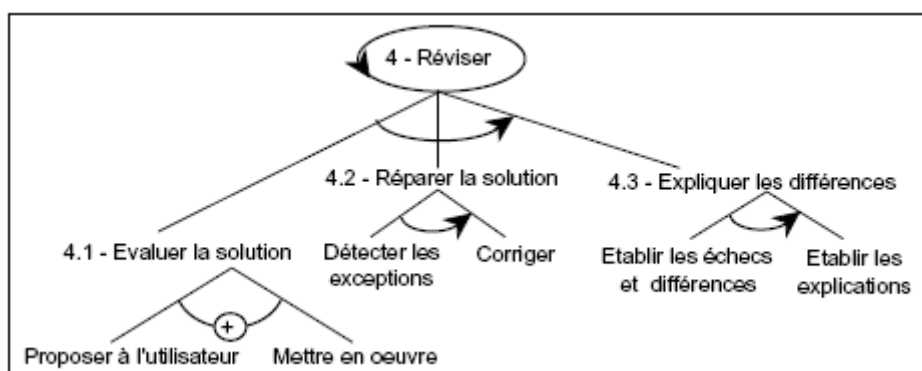 4 - Réviser
4.2 - Réparer la solution
4.3 - Expliquer les différences
4.1 - Evaluer la solution
Détecter les
exceptions
Corriger
Etablir les échecs
et différences
Etablir les
explications
+
Proposer à l'utilisateur
Mettre en oeuvre